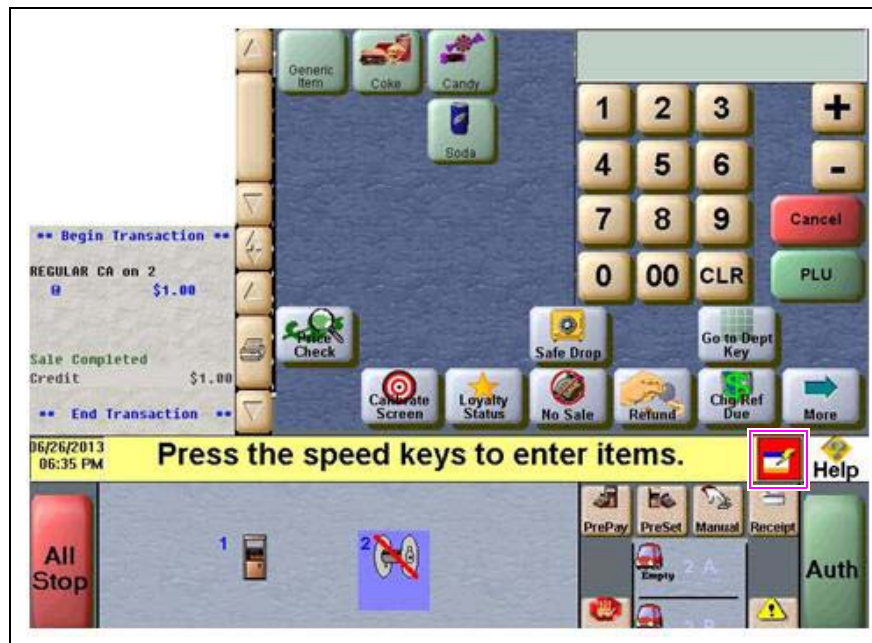 Generic
Item
Coke
Candy
Soda
1 2 3 +
4 5 6 -
7 8 9 Cancel
0 00 CLR PLU
** Begin Transaction **
REGULAR CA on 2
@ $1.00
Sale Completed
Credit $1.00
** End Transaction **
Price
Check
Safe Drop
Go to Dept
Key
Calibrate
Screen
Loyalty
Status
No Sale
Refund
Chg Ref
Due
More
06/26/2013
06:35 PM
Press the speed keys to enter items.
Help
All
Stop
1
2
PrePay PreSet Manual Receipt
Empty 2 A
2 B
Auth